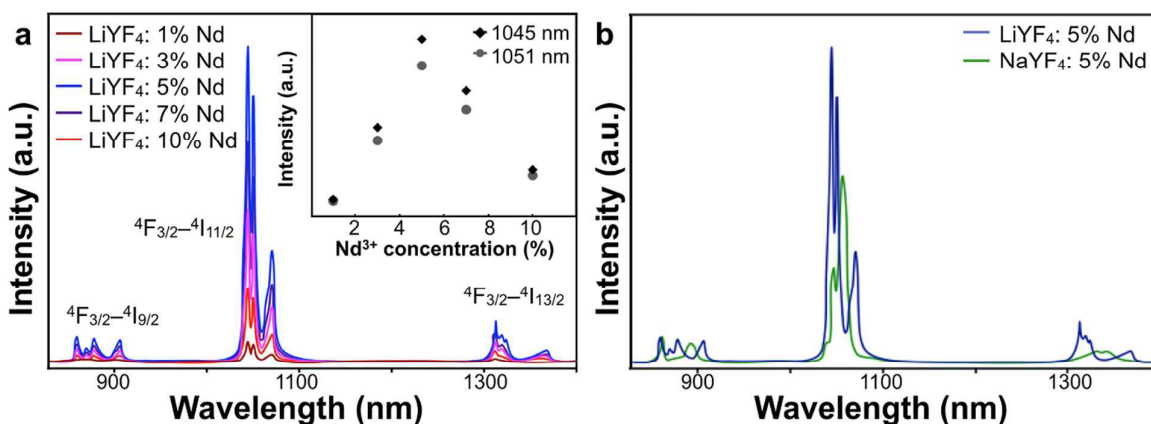 a
LiYF₄: 1% Nd
LiYF₄: 3% Nd
LiYF₄: 5% Nd
LiYF₄: 7% Nd
LiYF₄: 10% Nd
1045 nm
1051 nm
Intensity (a.u.)
2 4 6 8 10
Nd³⁺ concentration (%)
⁴F₃/₂–⁴I₉/₂
⁴F₃/₂–⁴I₁₁/₂
⁴F₃/₂–⁴I₁₃/₂
Intensity (a.u.)
900 1100 1300
Wavelength (nm)
b
LiYF₄: 5% Nd
NaYF₄: 5% Nd
Intensity (a.u.)
900 1100 1300
Wavelength (nm)